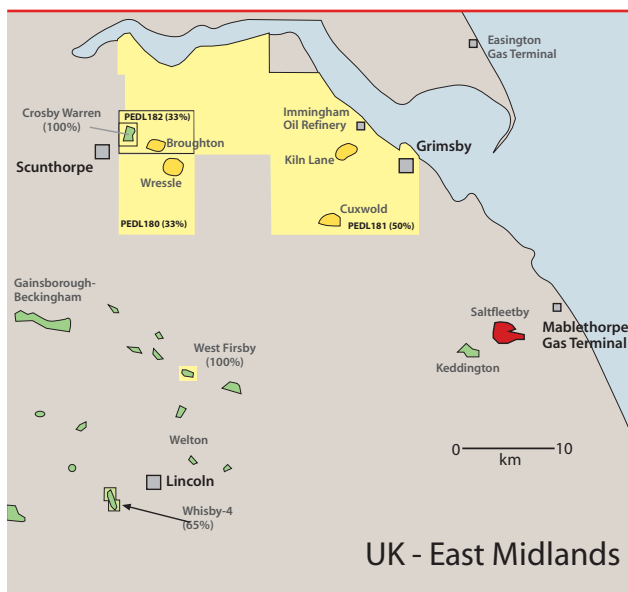 Easington
Gas Terminal
Crosby Warren
(100%)
PEDL182 (33%)
Immingham
Oil Refinery
Broughton
Grimsby
Kiln Lane
Scunthorpe
Wressle
Cuxwold
PEDL180 (33%)
PEDL181 (50%)
Gainsborough-
Beckingham
Saltfleetby
Mablethorpe
Gas Terminal
West Firsby
(100%)
Keddington
Welton
0
10
km
Lincoln
Whisby-4
(65%)
UK - East Midlands